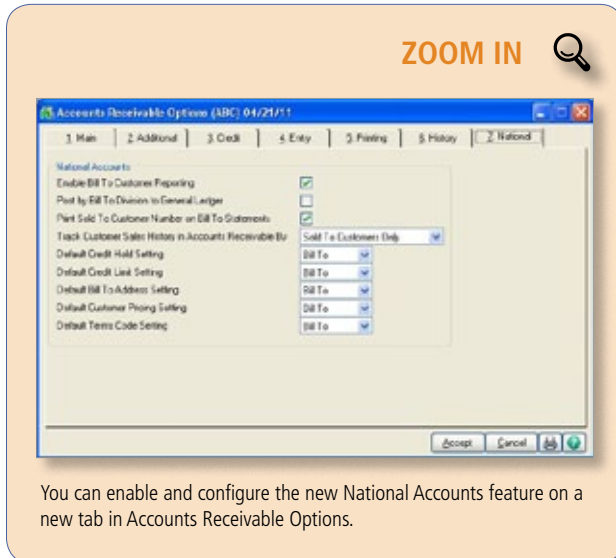 ZOOM IN
Accounts Receivable Options (ABC) 04/21/11
1. Main 2. Additional 3. Credit 4. Entry 5. Printing 6. History 7. National
National Accounts
Enable Bill To Customer Reporting
Post by Bill To Division to General Ledger
Print Sold To Customer Number on Bill To Statements
Track Customer Sales History in Accounts Receivable By Sold To Customers Only
Default Credit Hold Setting Bill To
Default Credit Limit Setting Bill To
Default Bill To Address Setting Bill To
Default Customer Pricing Setting Bill To
Default Terms Code Setting Bill To
Accept Cancel
You can enable and configure the new National Accounts feature on a
new tab in Accounts Receivable Options.